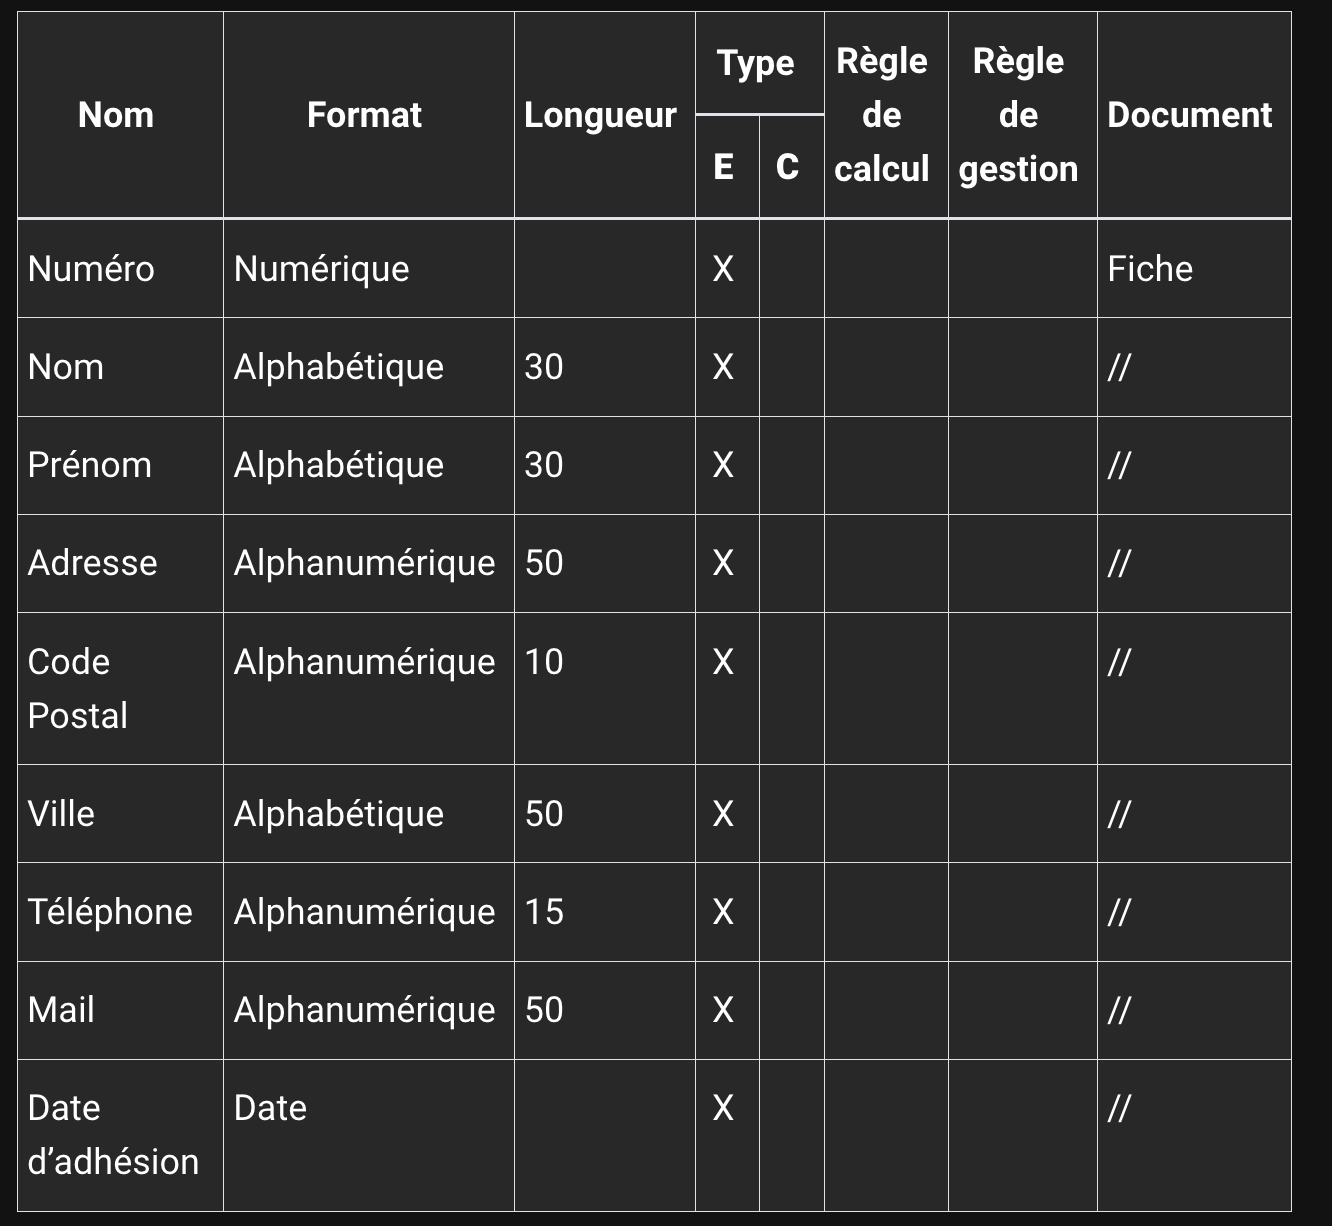 Nom Format Longueur Type Règle de calcul Règle de gestion Document
E C
Numéro Numérique X Fiche
Nom Alphabétique 30 X //
Prénom Alphabétique 30 X //
Adresse Alphanumérique 50 X //
Code Postal Alphanumérique 10 X //
Ville Alphabétique 50 X //
Téléphone Alphanumérique 15 X //
Mail Alphanumérique 50 X //
Date d’adhésion Date X //